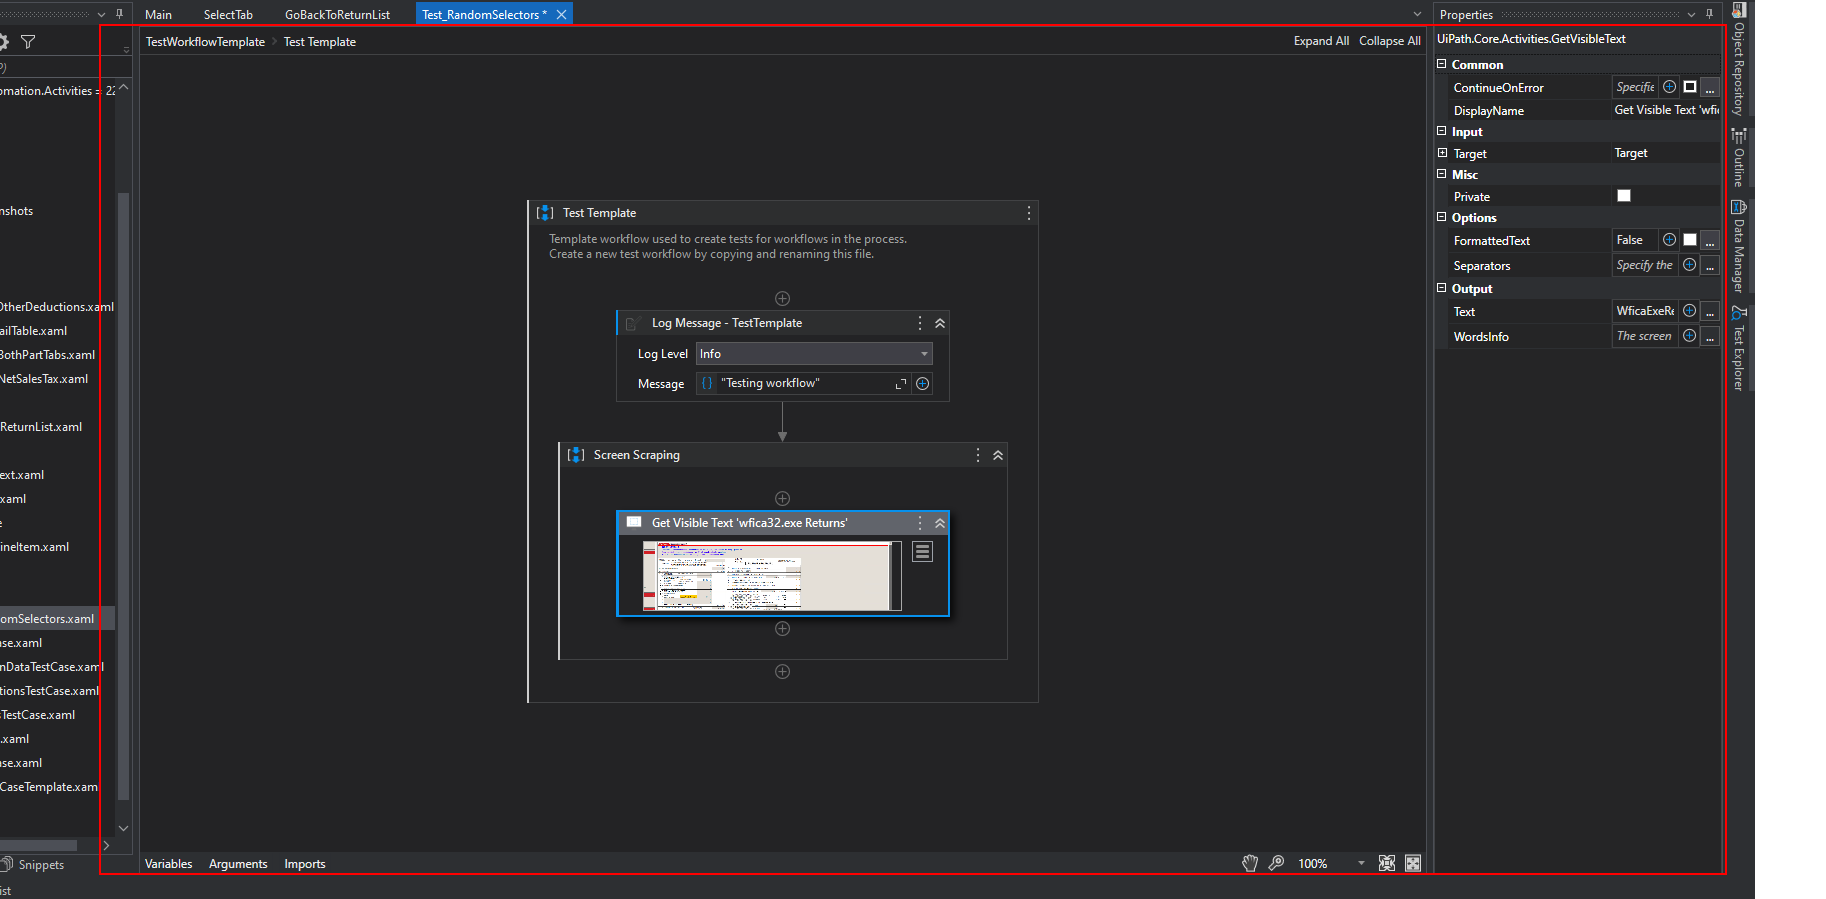 Main
SelectTab
GoBackToReturnList
Test_RandomSelectors *
TestWorkflowTemplate > Test Template
Expand All
Collapse All
omation.Activities = 22
nshots
OtherDeductions.xaml
ailTable.xaml
BothPartTabs.xaml
NetSalesTax.xaml
ReturnList.xaml
ext.xaml
xaml
e
ineItem.xaml
omSelectors.xaml
ase.xaml
nDataTestCase.xaml
tionsTestCase.xaml
sTestCase.xaml
.xaml
ase.xaml
CaseTemplate.xam
Snippets
ist
Test Template
Template workflow used to create tests for workflows in the process.
Create a new test workflow by copying and renaming this file.
Log Message - TestTemplate
Log Level
Info
Message
"Testing workflow"
Screen Scraping
Get Visible Text 'wfica32.exe Returns'
Variables
Arguments
Imports
100%
Properties
UiPath.Core.Activities.GetVisibleText
Common
ContinueOnError
Specifie
...
DisplayName
Get Visible Text 'wfic
Input
Target
Target
Misc
Private
Options
FormattedText
False
...
Separators
Specify the
...
Output
Text
WficaExeRe
...
WordsInfo
The screen
...
Object Repository
Outline
Data Manager
Test Explorer